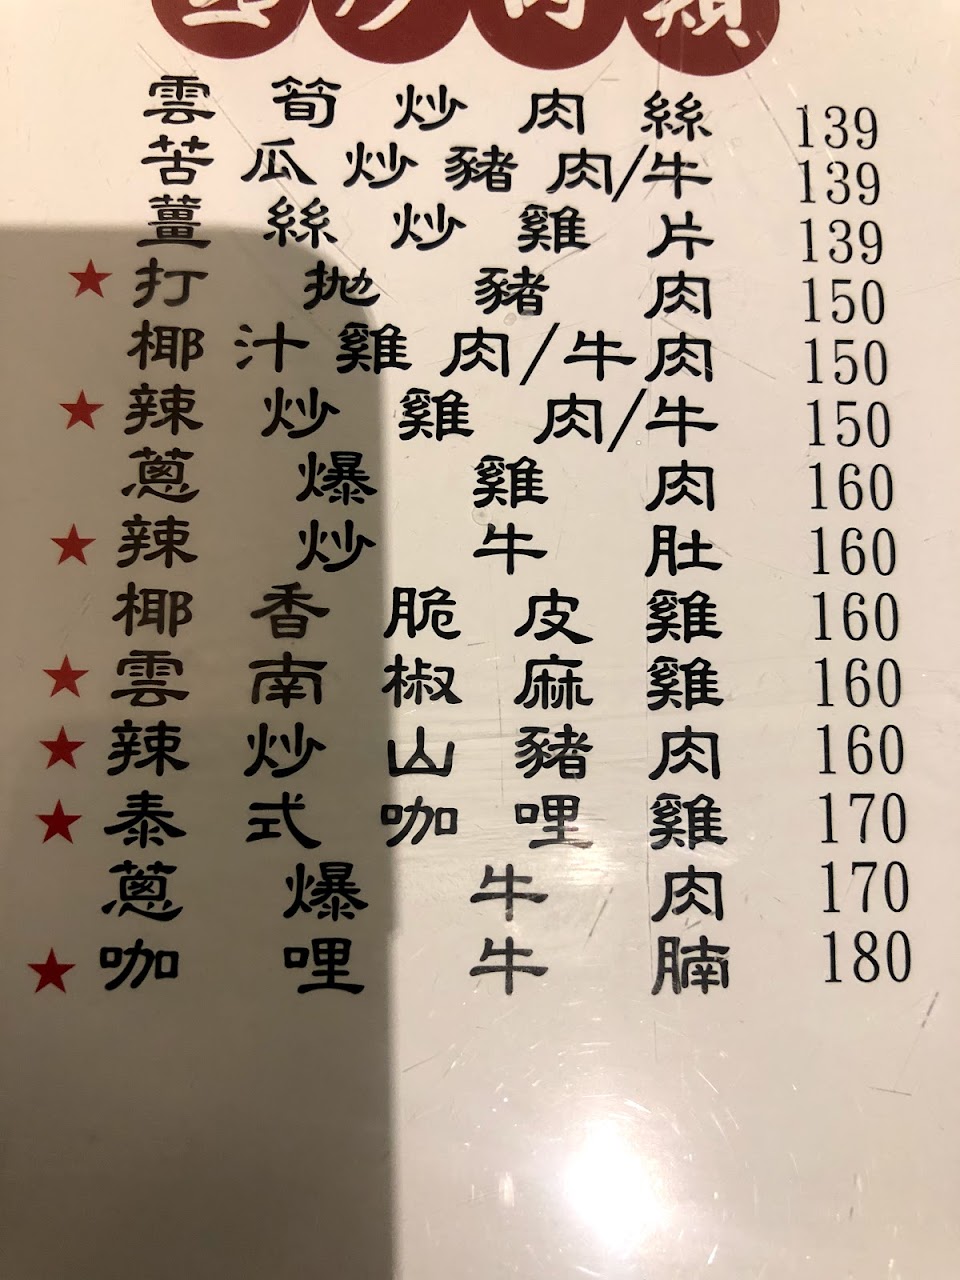 炒肉類
雲筍炒肉絲 139
苦瓜炒豬肉/牛 139
薑絲炒雞片 139
★打拋豬肉 150
椰汁雞肉/牛肉 150
★辣炒雞肉/牛 150
蔥爆雞肉 160
★辣炒牛肚 160
椰香脆皮雞 160
★雲南椒麻雞 160
★辣炒山豬肉 160
★泰式咖哩雞 170
蔥爆牛肉 170
★咖哩牛腩 180